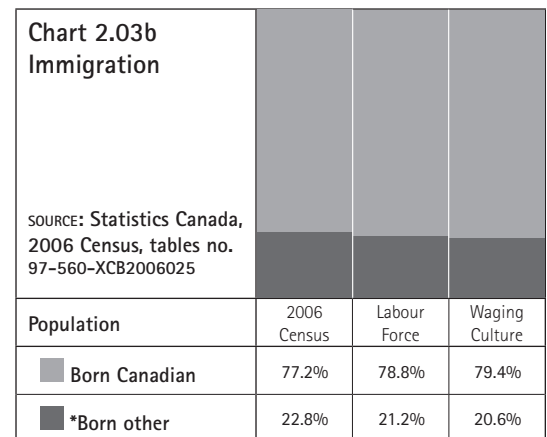 Chart 2.03b
Immigration
SOURCE: Statistics Canada,
2006 Census, tables no.
97-560-XCB2006025
Population 2006 Census Labour Force Waging Culture
Born Canadian 77.2% 78.8% 79.4%
*Born other 22.8% 21.2% 20.6%